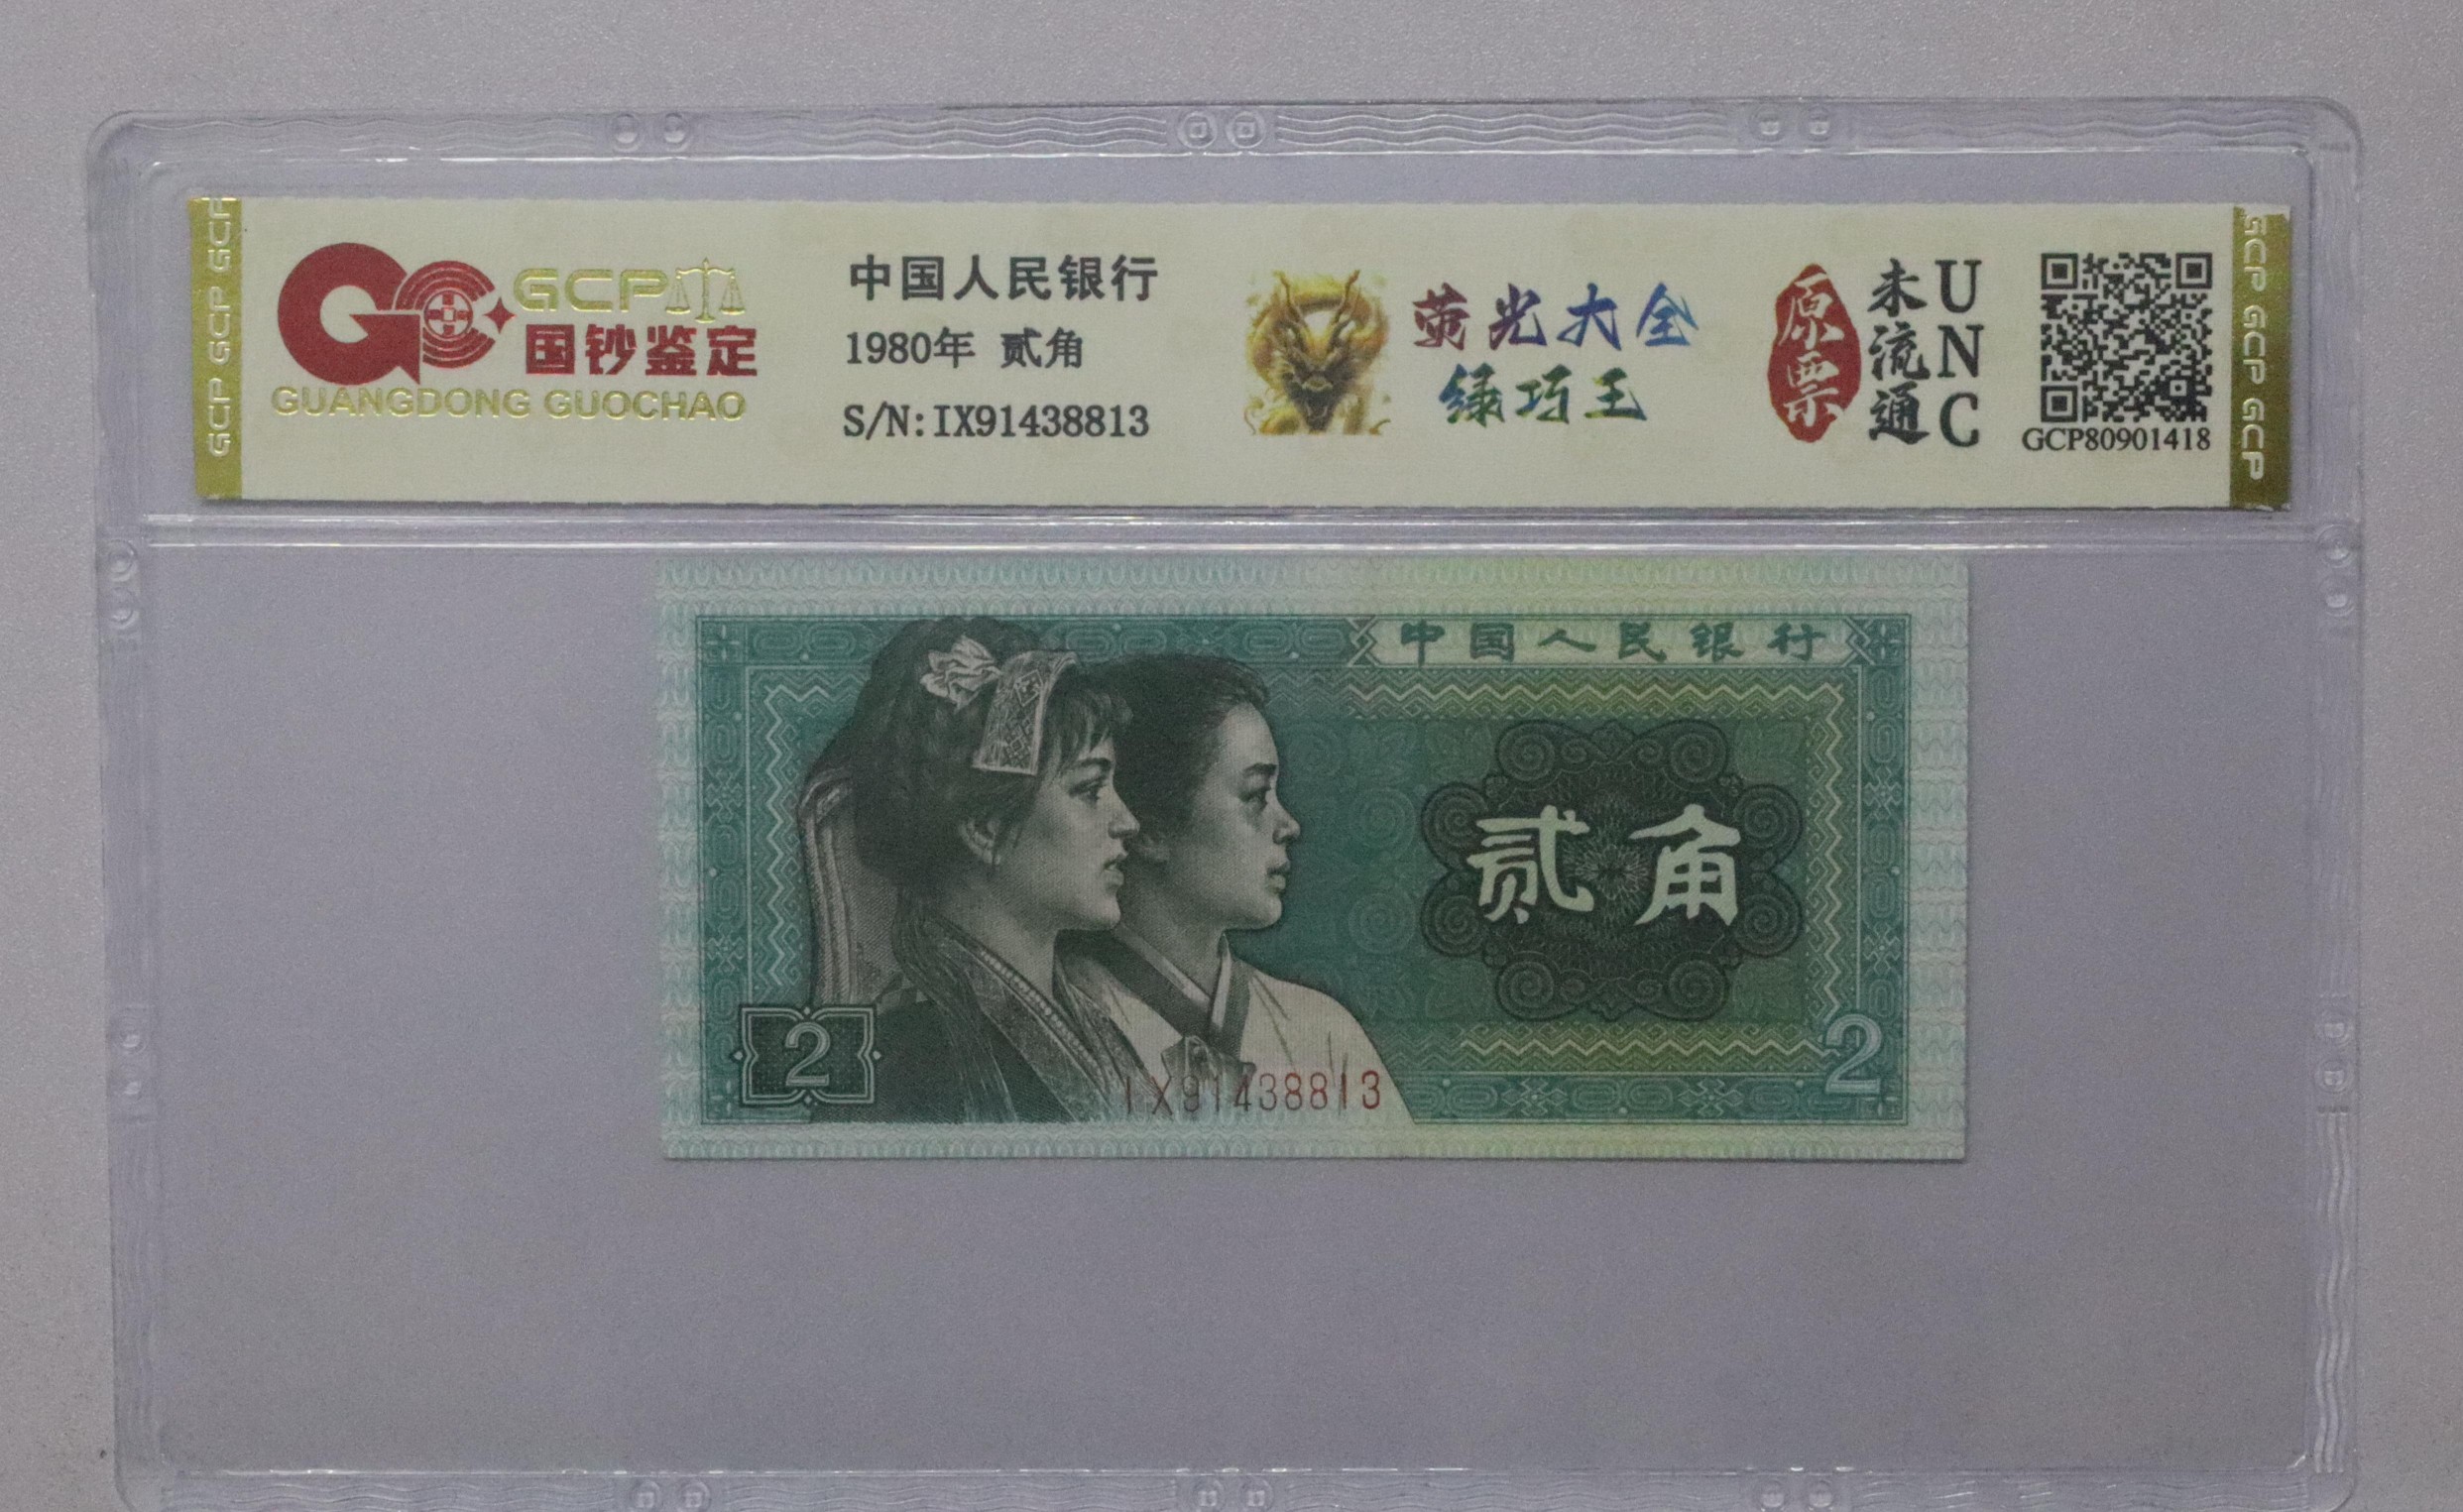 GCP GCP GCP
GCP
国钞鉴定
GUANGDONG GUOCHAO
中国人民银行
1980年 贰角
S/N:IX91438813
荧光大全
绿巧王
原票
未流通
UNC
GCP80901418
GCP GCP GCP
中国人民银行
贰角
2
IX91438813
2